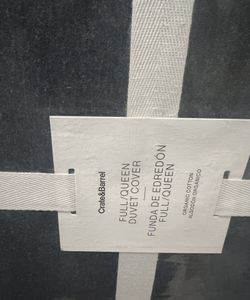 Crate&Barrel
FULL/QUEEN
DUVET COVER
FUNDA DE EDREDÓN
FULL/QUEEN
ORGANIC COTTON
ALGODÓN ORGÁNICO